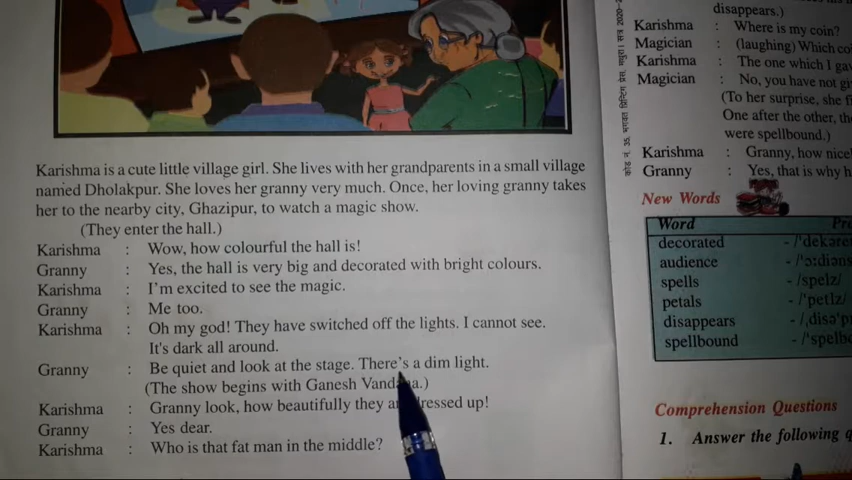 Karishma is a cute little village girl. She lives with her grandparents in a small village
named Dholakpur. She loves her granny very much. Once, her loving granny takes
her to the nearby city, Ghazipur, to watch a magic show.
(They enter the hall.)
Karishma : Wow, how colourful the hall is!
Granny : Yes, the hall is very big and decorated with bright colours.
Karishma : I'm excited to see the magic.
Granny : Me too.
Karishma : Oh my god! They have switched off the lights. I cannot see.
It's dark all around.
Granny : Be quiet and look at the stage. There's a dim light.
(The show begins with Ganesh Vandana.)
Karishma : Granny look, how beautifully they are dressed up!
Granny : Yes dear.
Karishma : Who is that fat man in the middle?
disappears.)
Karishma : Where is my coin?
Magician : (laughing) Which
Karishma : The one which I
Magician : No, you have not
(To her surprise, she
One after the other,
were spellbound.)
Karishma : Granny, how
Granny : Yes, that is why
New Words
Word
decorated
audience
spells - /spelz/
petals - /'petlz/
disappears
spellbound
Comprehension Questions
1. Answer the following